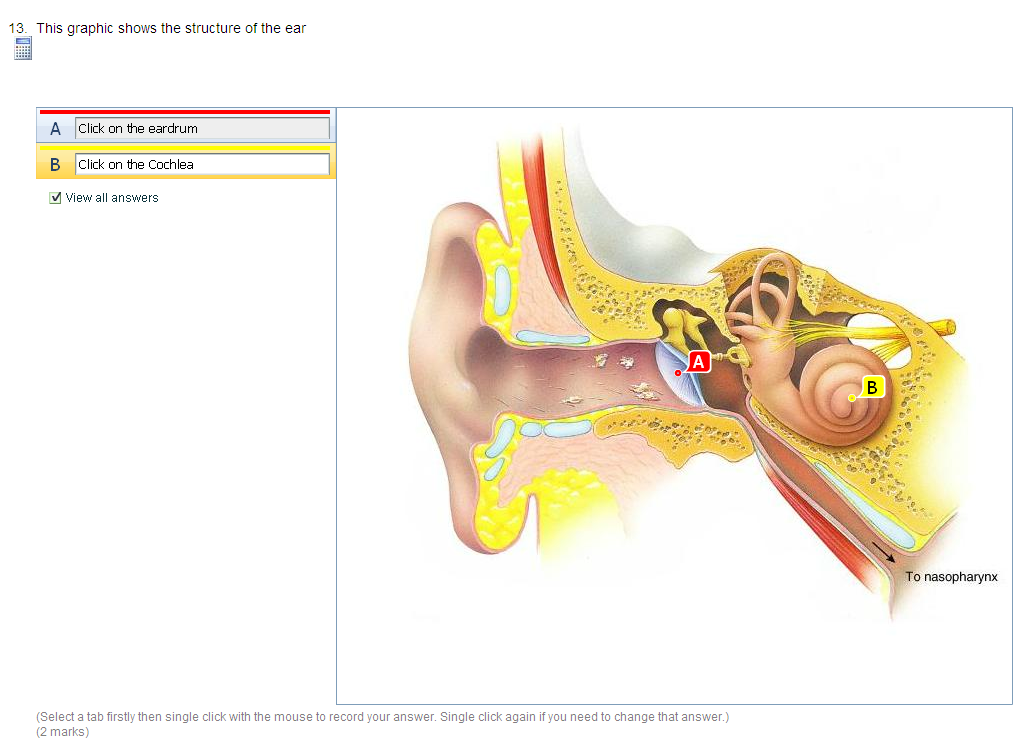 13. This graphic shows the structure of the ear
A Click on the eardrum
B Click on the Cochlea
View all answers
A
B
To nasopharynx
(Select a tab firstly then single click with the mouse to record your answer. Single click again if you need to change that answer.)
(2 marks)